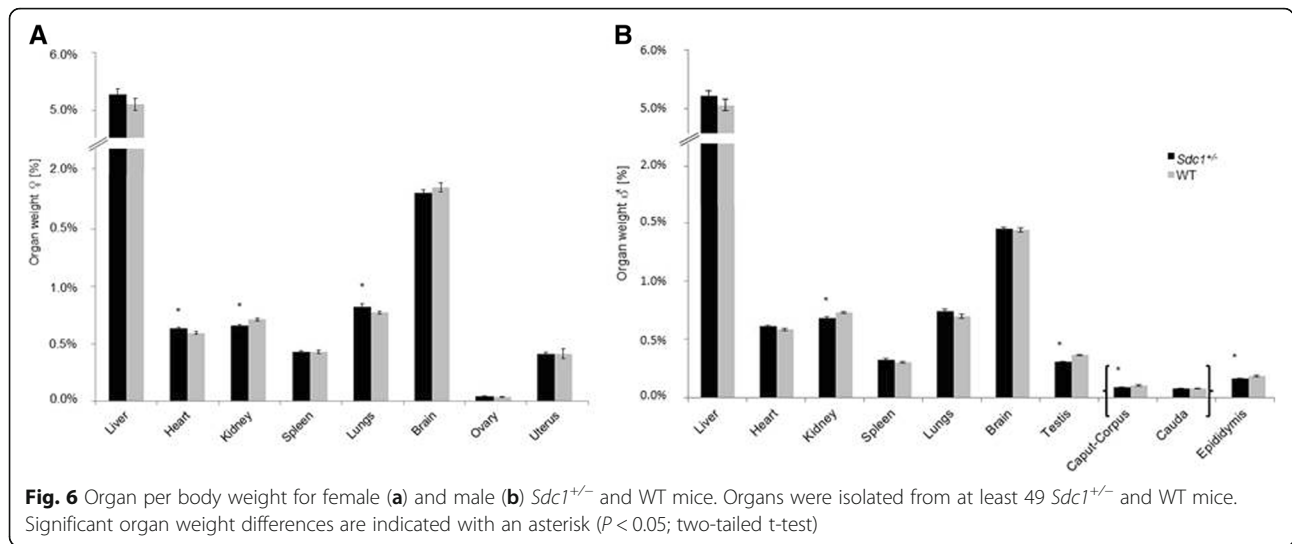 A
6.0%
5.0%
2.0%
0.5%
1.0%
0.5%
0.0%
Organ weight ♀ [%]
*
*
*
Liver
Heart
Kidney
Spleen
Lungs
Brain
Ovary
Uterus
B
6.0%
5.0%
2.0%
0.5%
1.0%
0.5%
0.0%
Organ weight ♂ [%]
Sdc1+/-
WT
*
*
*
*
Liver
Heart
Kidney
Spleen
Lungs
Brain
Testis
Caput-Corpus
Cauda
Epididymis
Fig. 6 Organ per body weight for female (a) and male (b) Sdc1+/− and WT mice. Organs were isolated from at least 49 Sdc1+/− and WT mice.
Significant organ weight differences are indicated with an asterisk (P < 0.05; two-tailed t-test)